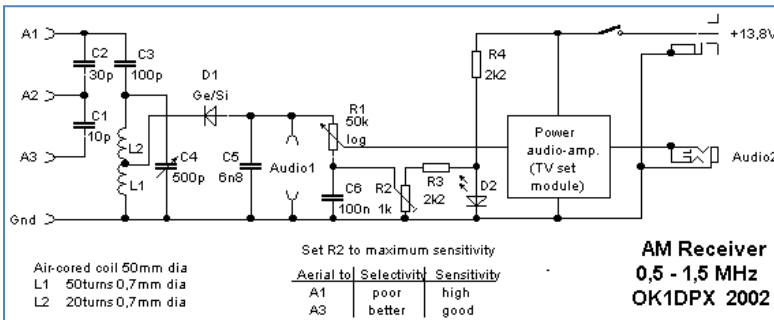 A1
C2
30p
C3
100p
A2
C1
10p
A3
Gnd
L2
L1
C4
500p
D1
Ge/Si
C5
6n8
Audio1
R1
50k
log
C6
100n
R2
1k
R3
2k2
R4
2k2
D2
Power
audio-amp.
(TV set
module)
+13,8V
Audio2
Air-cored coil 50mm dia
L1 50turns 0,7mm dia
L2 20turns 0,7mm dia
Set R2 to maximum sensitivity
Aerial to Selectivity Sensitivity
A1 poor high
A3 better good
AM Receiver
0,5 - 1,5 MHz
OK1DPX 2002